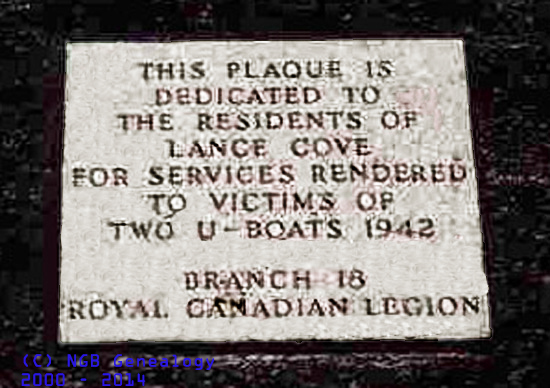 THIS PLAQUE IS
DEDICATED TO
THE RESIDENTS OF
LANCE COVE
FOR SERVICES RENDERED
TO VICTIMS OF
TWO U-BOATS 1942
BRANCH 18
ROYAL CANADIAN LEGION
(C) NGB Genealogy
2000 - 2014